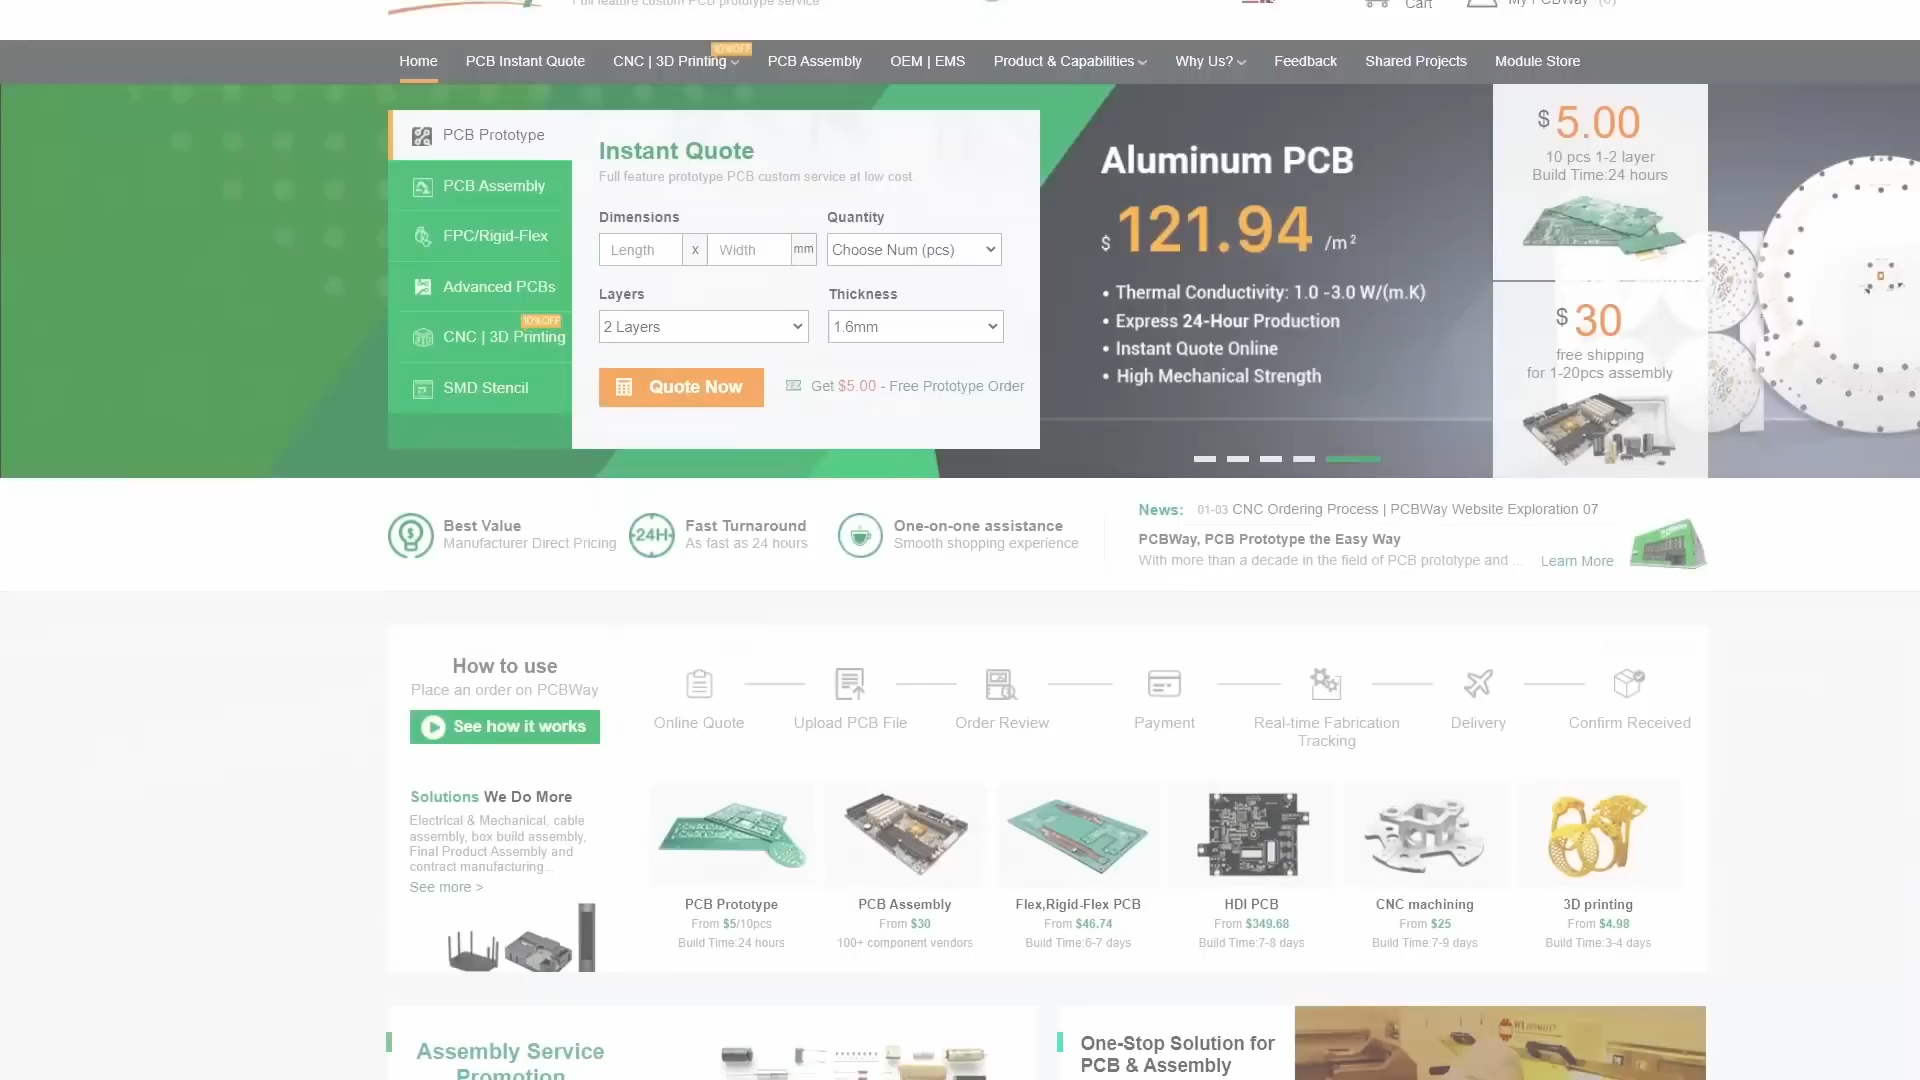 Full feature custom PCB prototype service
Cart
My PCBWay (0)
10%OFF
Home
PCB Instant Quote
CNC | 3D Printing
PCB Assembly
OEM | EMS
Product & Capabilities
Why Us?
Feedback
Shared Projects
Module Store
PCB Prototype
PCB Assembly
FPC/Rigid-Flex
Advanced PCBs
10%OFF
CNC | 3D Printing
SMD Stencil
Instant Quote
Full feature prototype PCB custom service at low cost.
Dimensions
Quantity
Length
x
Width
mm
Choose Num (pcs)
Layers
Thickness
2 Layers
1.6mm
Quote Now
Get $5.00 - Free Prototype Order
Aluminum PCB
$ 121.94 /m²
• Thermal Conductivity: 1.0 -3.0 W/(m.K)
• Express 24-Hour Production
• Instant Quote Online
• High Mechanical Strength
$ 5.00
10 pcs 1-2 layer
Build Time:24 hours
$ 30
free shipping
for 1-20pcs assembly
Best Value
Manufacturer Direct Pricing
24H
Fast Turnaround
As fast as 24 hours
One-on-one assistance
Smooth shopping experience
News: 01-03 CNC Ordering Process | PCBWay Website Exploration 07
PCBWay, PCB Prototype the Easy Way
With more than a decade in the field of PCB prototype and ... Learn More
How to use
Place an order on PCBWay
See how it works
Online Quote
Upload PCB File
Order Review
Payment
Real-time Fabrication
Tracking
Delivery
Confirm Received
Solutions We Do More
Electrical & Mechanical, cable
assembly, box build assembly,
Final Product Assembly and
contract manufacturing...
See more >
PCB Prototype
From $5/10pcs
Build Time:24 hours
PCB Assembly
From $30
100+ component vendors
Flex,Rigid-Flex PCB
From $46.74
Build Time:6-7 days
HDI PCB
From $349.68
Build Time:7-8 days
CNC machining
From $25
Build Time:7-9 days
3D printing
From $4.98
Build Time:3-4 days
Assembly Service
Promotion
One-Stop Solution for
PCB & Assembly